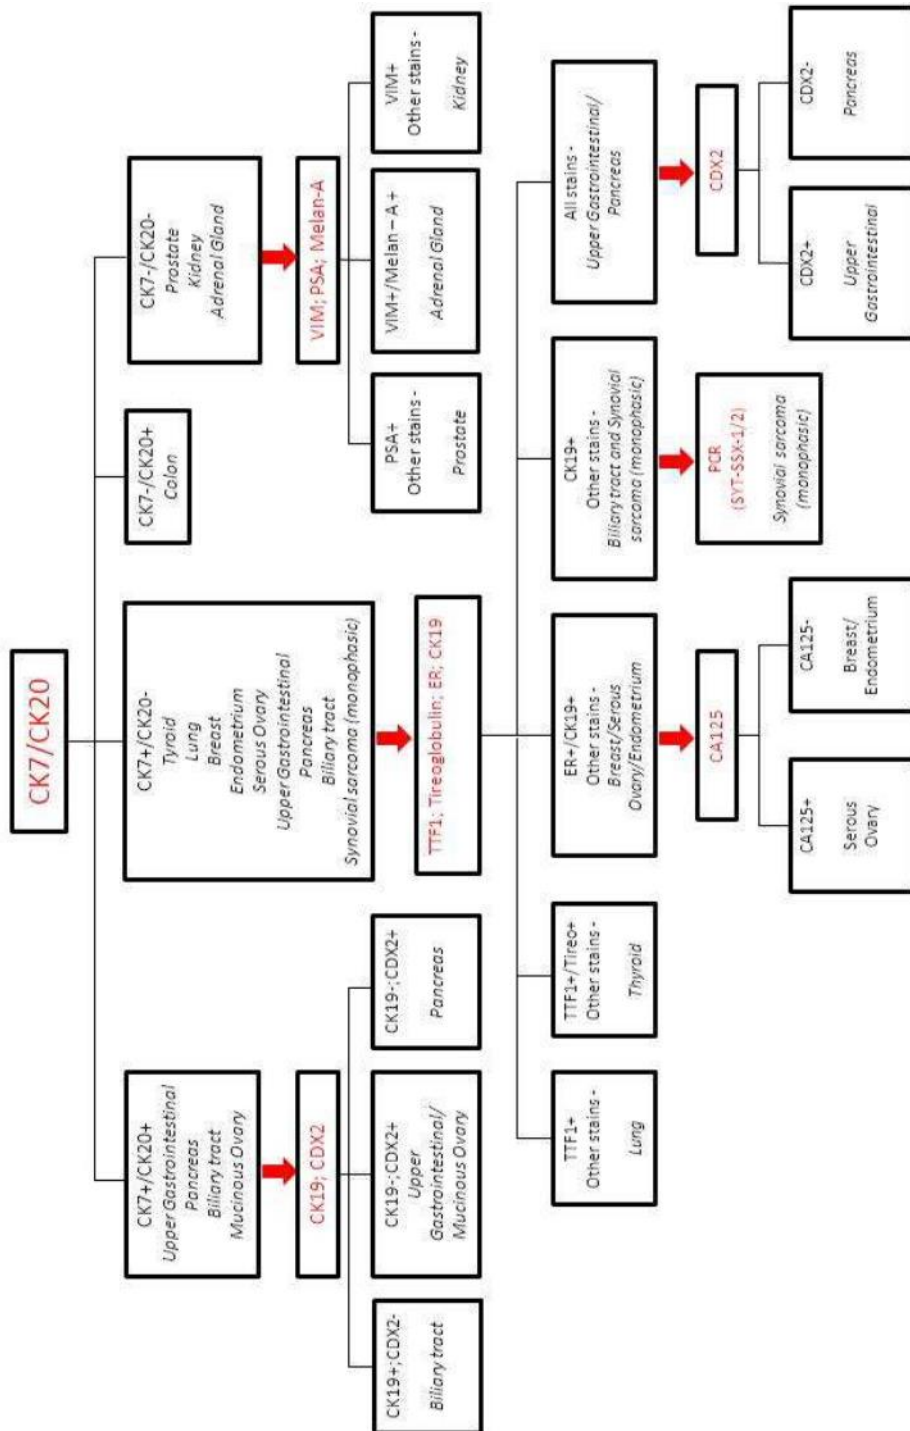 CK7/CK20
CK7+/CK20+
Upper Gastrointestinal
Pancreas
Biliary tract
Mucinous Ovary
CK7+/CK20-
Tyroid
Lung
Breast
Endometrium
Serous Ovary
Upper Gastrointestinal
Pancreas
Biliary tract
Synovial sarcoma (monophasic)
CK7-/CK20+
Colon
CK7-/CK20-
Prostate
Kidney
Adrenal Gland
CK19; CDX2
CK19+;CDX2-
Biliary tract
CK19-;CDX2+
Upper
Gastrointestinal/
Mucinous Ovary
CK19-;CDX2+
Pancreas
VIM; PSA; Melan-A
PSA+
Other stains -
Prostate
VIM+/Melan – A +
Adrenal Gland
VIM+
Other stains -
Kidney
TTF1; Tireoglobulin; ER; CK19
TTF1+
Other stains -
Lung
TTF1+/Tireo+
Other stains -
Thyroid
ER+/CK19+
Other stains -
Breast/Serous
Ovary/Endometrium
CK19+
Other stains -
Biliary tract and Synovial
sarcoma (monophasic)
All stains -
Upper Gastrointestinal/
Pancreas
CA125
CA125+
Serous
Ovary
CA125-
Breast/
Endometrium
PCR
(SYT-SSX-1/2)
Synovial sarcoma
(monophasic)
CDX2
CDX2+
Upper
Gastrointestinal
CDX2-
Pancreas